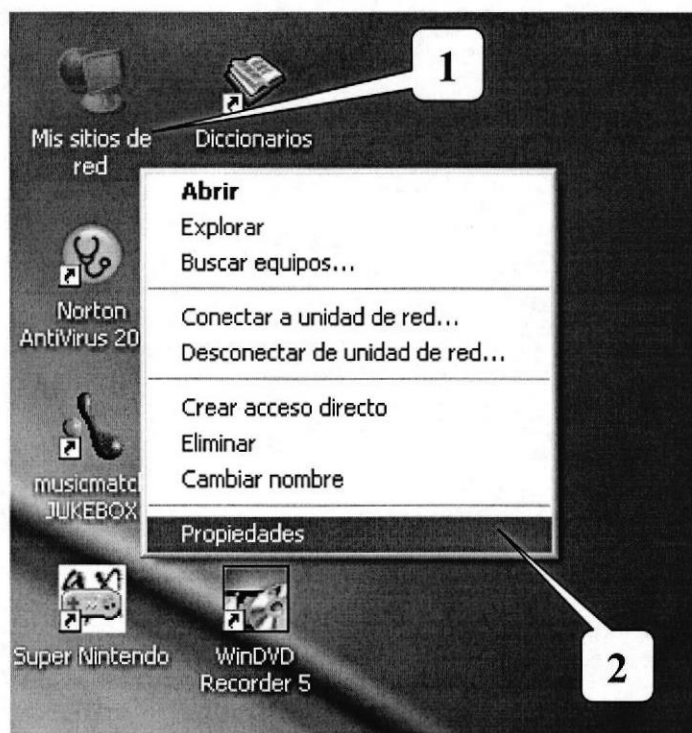 1
Mis sitios de
red
Diccionarios
Abrir
Explorar
Buscar equipos...
Conectar a unidad de red...
Desconectar de unidad de red...
Crear acceso directo
Eliminar
Cambiar nombre
Propiedades
Norton
AntiVirus 20
musicmatc
JUKEBOX
Super Nintendo
WinDVD
Recorder 5
2